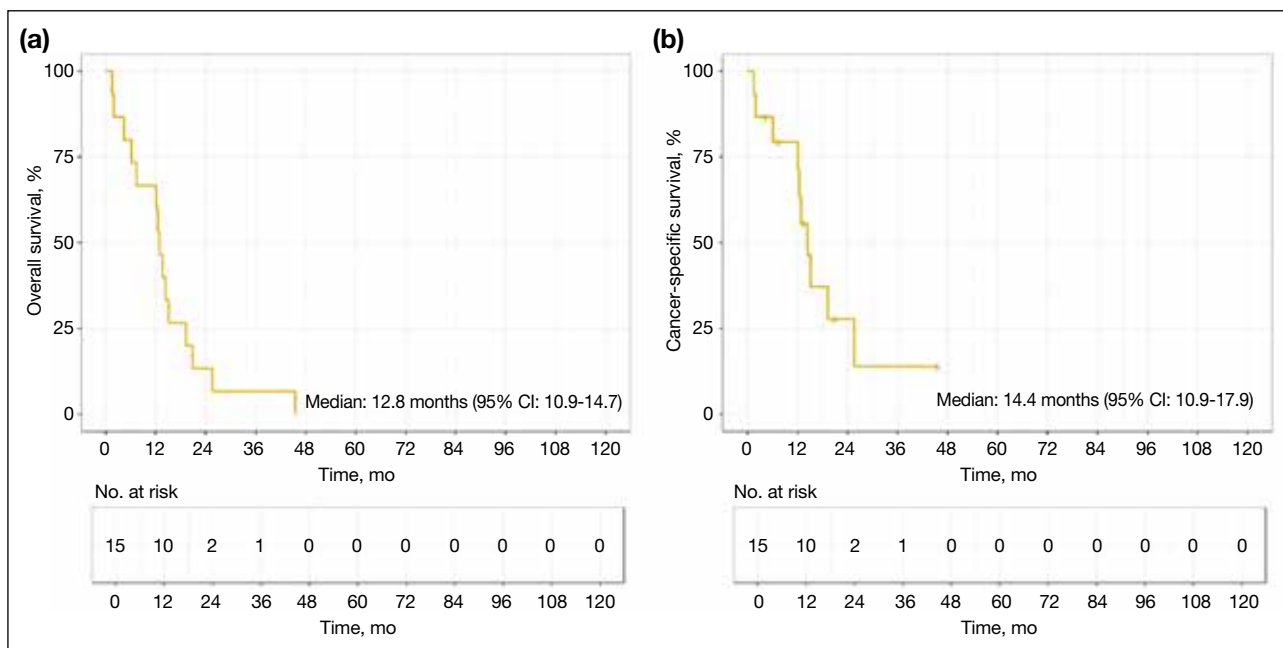 (a)
100
75
50
25
0
Overall survival, %
Median: 12.8 months (95% CI: 10.9-14.7)
0 12 24 36 48 60 72 84 96 108 120
Time, mo
No. at risk
15 10 2 1 0 0 0 0 0 0 0
0 12 24 36 48 60 72 84 96 108 120
Time, mo
(b)
100
75
50
25
0
Cancer-specific survival, %
Median: 14.4 months (95% CI: 10.9-17.9)
0 12 24 36 48 60 72 84 96 108 120
Time, mo
No. at risk
15 10 2 1 0 0 0 0 0 0 0
0 12 24 36 48 60 72 84 96 108 120
Time, mo